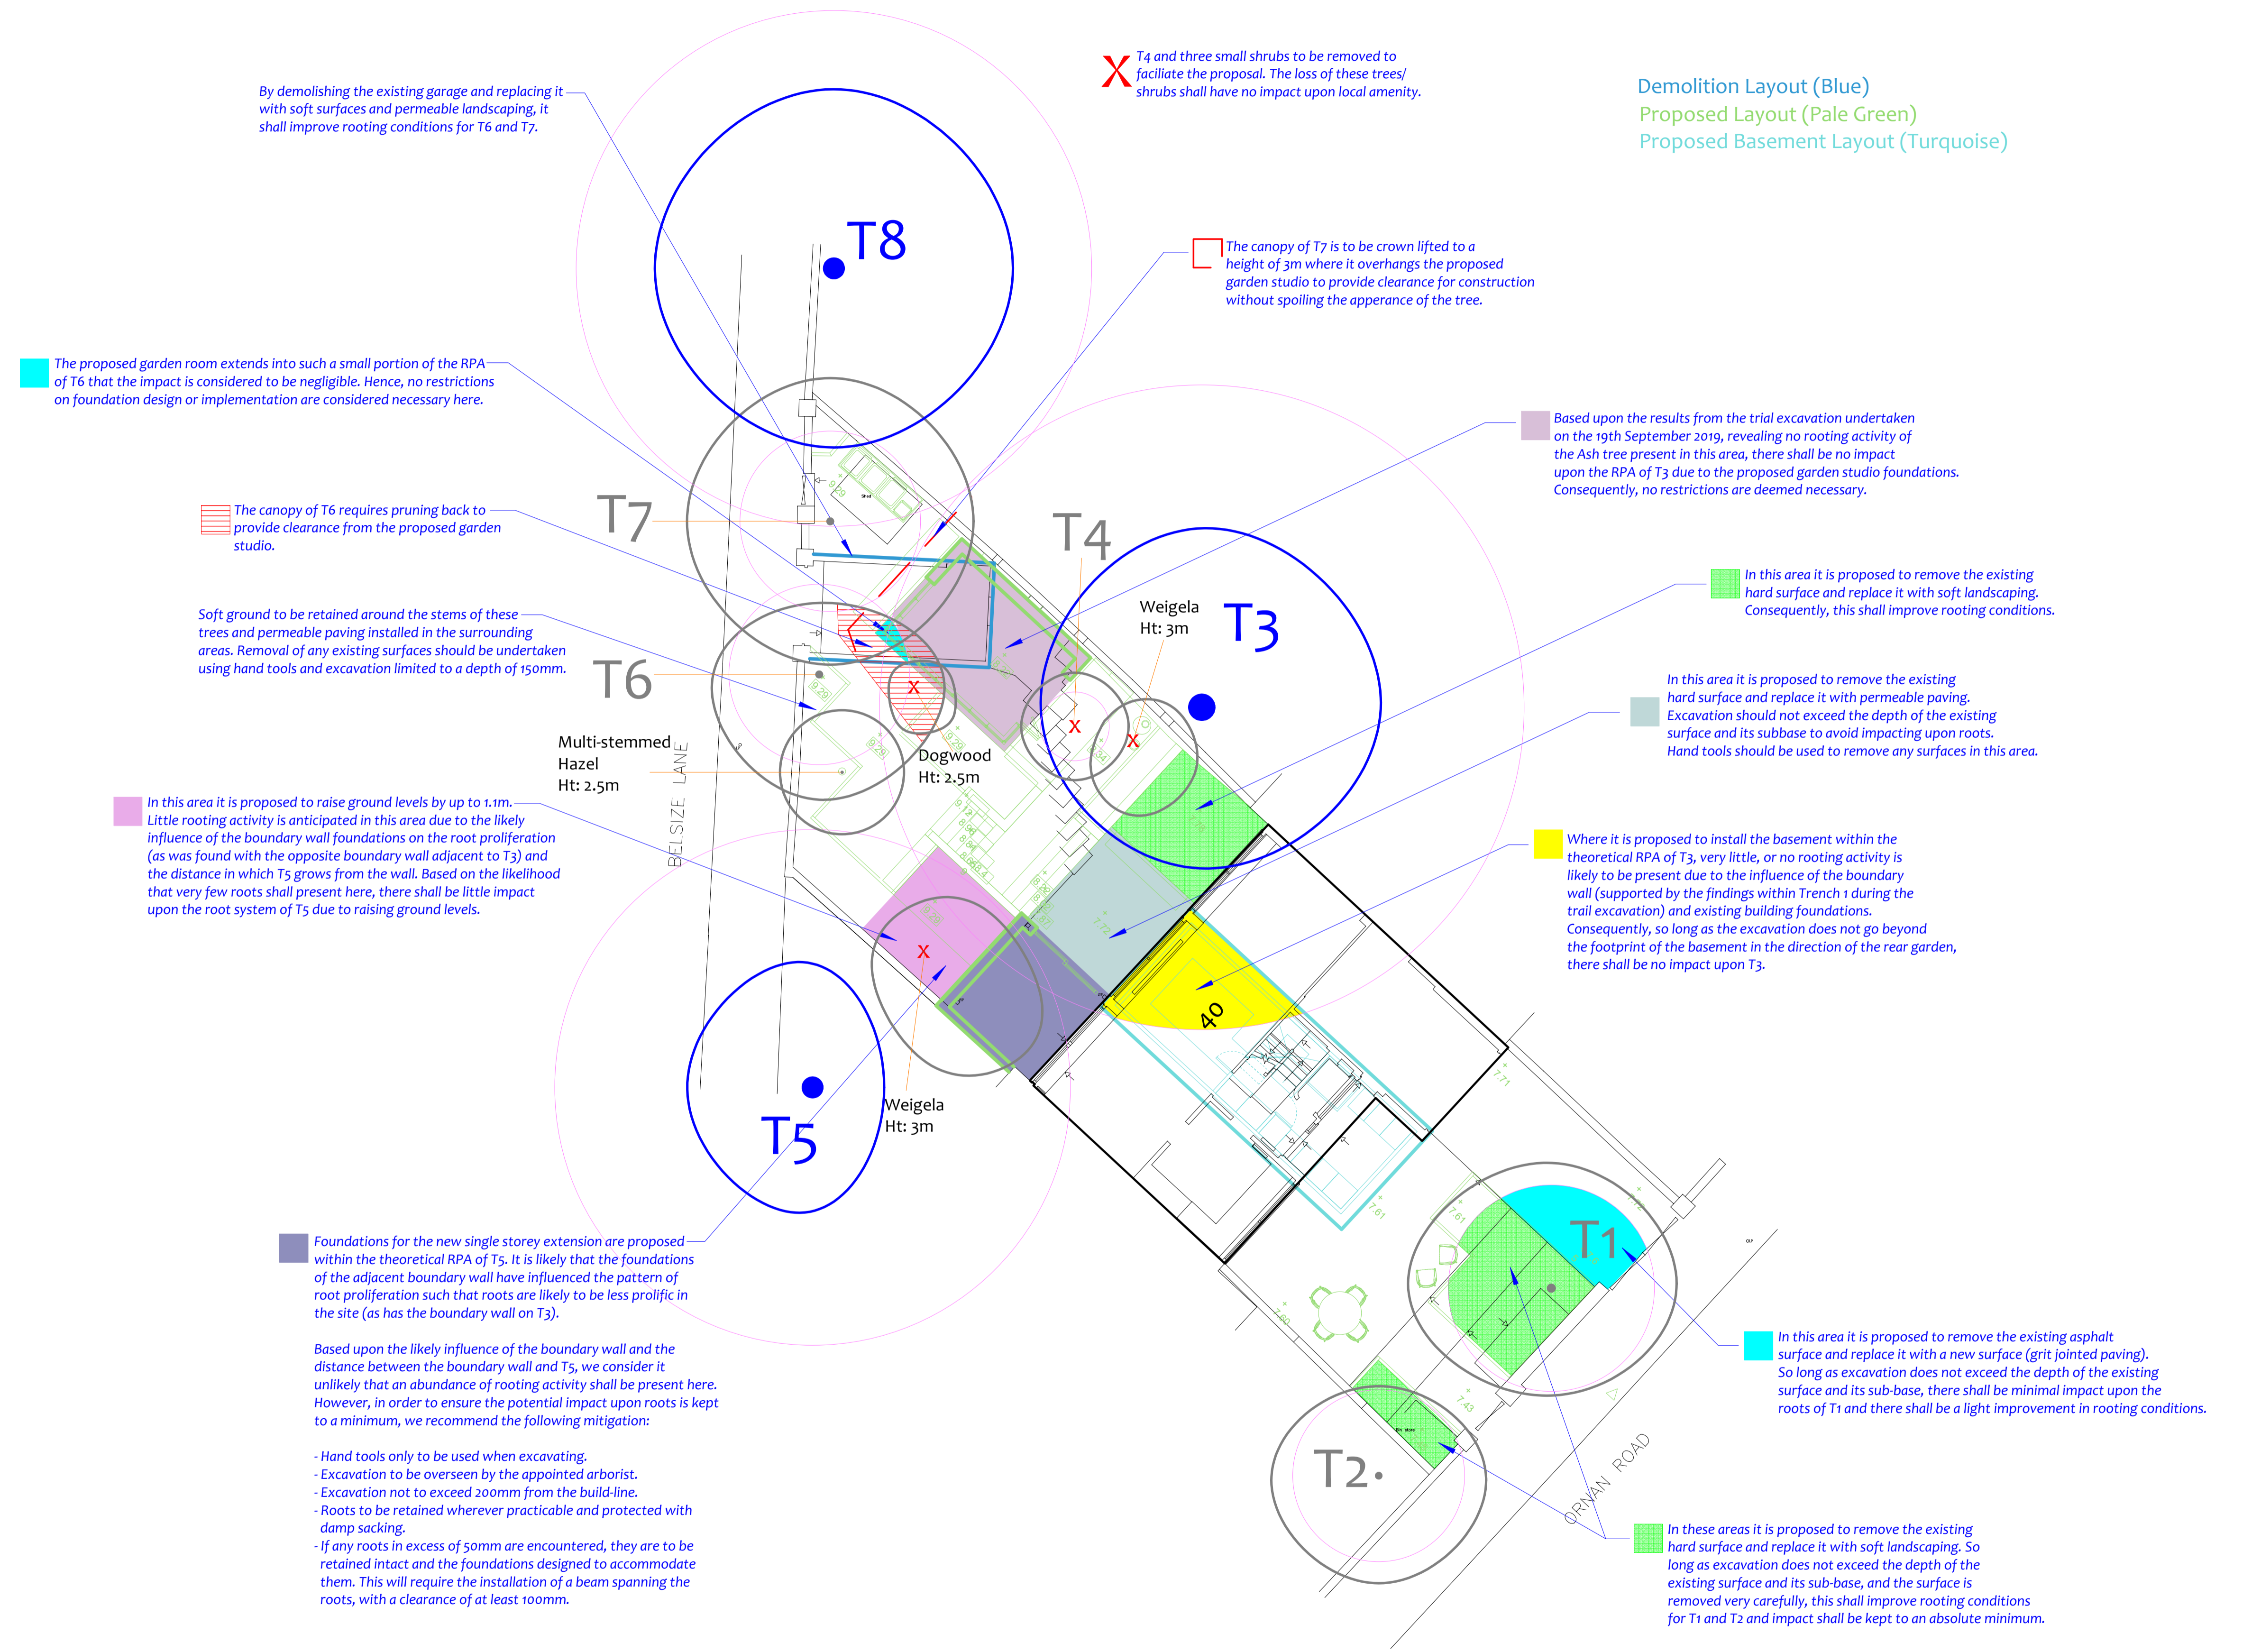 T4 and three small shrubs to be removed to
faciliate the proposal. The loss of these trees/
shrubs shall have no impact upon local amenity.
X
Demolition Layout (Blue)
Proposed Layout (Pale Green)
Proposed Basement Layout (Turquoise)
By demolishing the existing garage and replacing it
with soft surfaces and permeable landscaping, it
shall improve rooting conditions for T6 and T7.
T8
The canopy of T7 is to be crown lifted to a
height of 3m where it overhangs the proposed
garden studio to provide clearance for construction
without spoiling the apperance of the tree.
The proposed garden room extends into such a small portion of the RPA
of T6 that the impact is considered to be negligible. Hence, no restrictions
on foundation design or implementation are considered necessary here.
Based upon the results from the trial excavation undertaken
on the 19th September 2019, revealing no rooting activity of
the Ash tree present in this area, there shall be no impact
upon the RPA of T3 due to the proposed garden studio foundations.
Consequently, no restrictions are deemed necessary.
The canopy of T6 requires pruning back to
provide clearance from the proposed garden
studio.
T7
9.29
Shed
T4
In this area it is proposed to remove the existing
hard surface and replace it with soft landscaping.
Consequently, this shall improve rooting conditions.
Soft ground to be retained around the stems of these
trees and permeable paving installed in the surrounding
areas. Removal of any existing surfaces should be undertaken
using hand tools and excavation limited to a depth of 150mm.
Weigela
Ht: 3m
T3
T6
9.29
X
X
X
In this area it is proposed to remove the existing
hard surface and replace it with permeable paving.
Excavation should not exceed the depth of the existing
surface and its subbase to avoid impacting upon roots.
Hand tools should be used to remove any surfaces in this area.
Multi-stemmed
Hazel
Ht: 2.5m
9.29
9.29
Dogwood
Ht: 2.5m
BELSIZE LANE
In this area it is proposed to raise ground levels by up to 1.1m.
Little rooting activity is anticipated in this area due to the likely
influence of the boundary wall foundations on the root proliferation
(as was found with the opposite boundary wall adjacent to T3) and
the distance in which T5 grows from the wall. Based on the likelihood
that very few roots shall present here, there shall be little impact
upon the root system of T5 due to raising ground levels.
9.12
8.96
7.72
X
Where it is proposed to install the basement within the
theoretical RPA of T3, very little, or no rooting activity is
likely to be present due to the influence of the boundary
wall (supported by the findings within Trench 1 during the
trail excavation) and existing building foundations.
Consequently, so long as the excavation does not go beyond
the footprint of the basement in the direction of the rear garden,
there shall be no impact upon T3.
40
T5
Weigela
Ht: 3m
7.71
7.61
7.61
T1
7.60
7.43
Bin store
T2
ORNAN ROAD
Foundations for the new single storey extension are proposed
within the theoretical RPA of T5. It is likely that the foundations
of the adjacent boundary wall have influenced the pattern of
root proliferation such that roots are likely to be less prolific in
the site (as has the boundary wall on T3).
Based upon the likely influence of the boundary wall and the
distance between the boundary wall and T5, we consider it
unlikely that an abundance of rooting activity shall be present here.
However, in order to ensure the potential impact upon roots is kept
to a minimum, we recommend the following mitigation:
- Hand tools only to be used when excavating.
- Excavation to be overseen by the appointed arborist.
- Excavation not to exceed 200mm from the build-line.
- Roots to be retained wherever practicable and protected with
damp sacking.
- If any roots in excess of 50mm are encountered, they are to be
retained intact and the foundations designed to accommodate
them. This will require the installation of a beam spanning the
roots, with a clearance of at least 100mm.
In this area it is proposed to remove the existing asphalt
surface and replace it with a new surface (grit jointed paving).
So long as excavation does not exceed the depth of the existing
surface and its sub-base, there shall be minimal impact upon the
roots of T1 and there shall be a light improvement in rooting conditions.
In these areas it is proposed to remove the existing
hard surface and replace it with soft landscaping. So
long as excavation does not exceed the depth of the
existing surface and its sub-base, and the surface is
removed very carefully, this shall improve rooting conditions
for T1 and T2 and impact shall be kept to an absolute minimum.